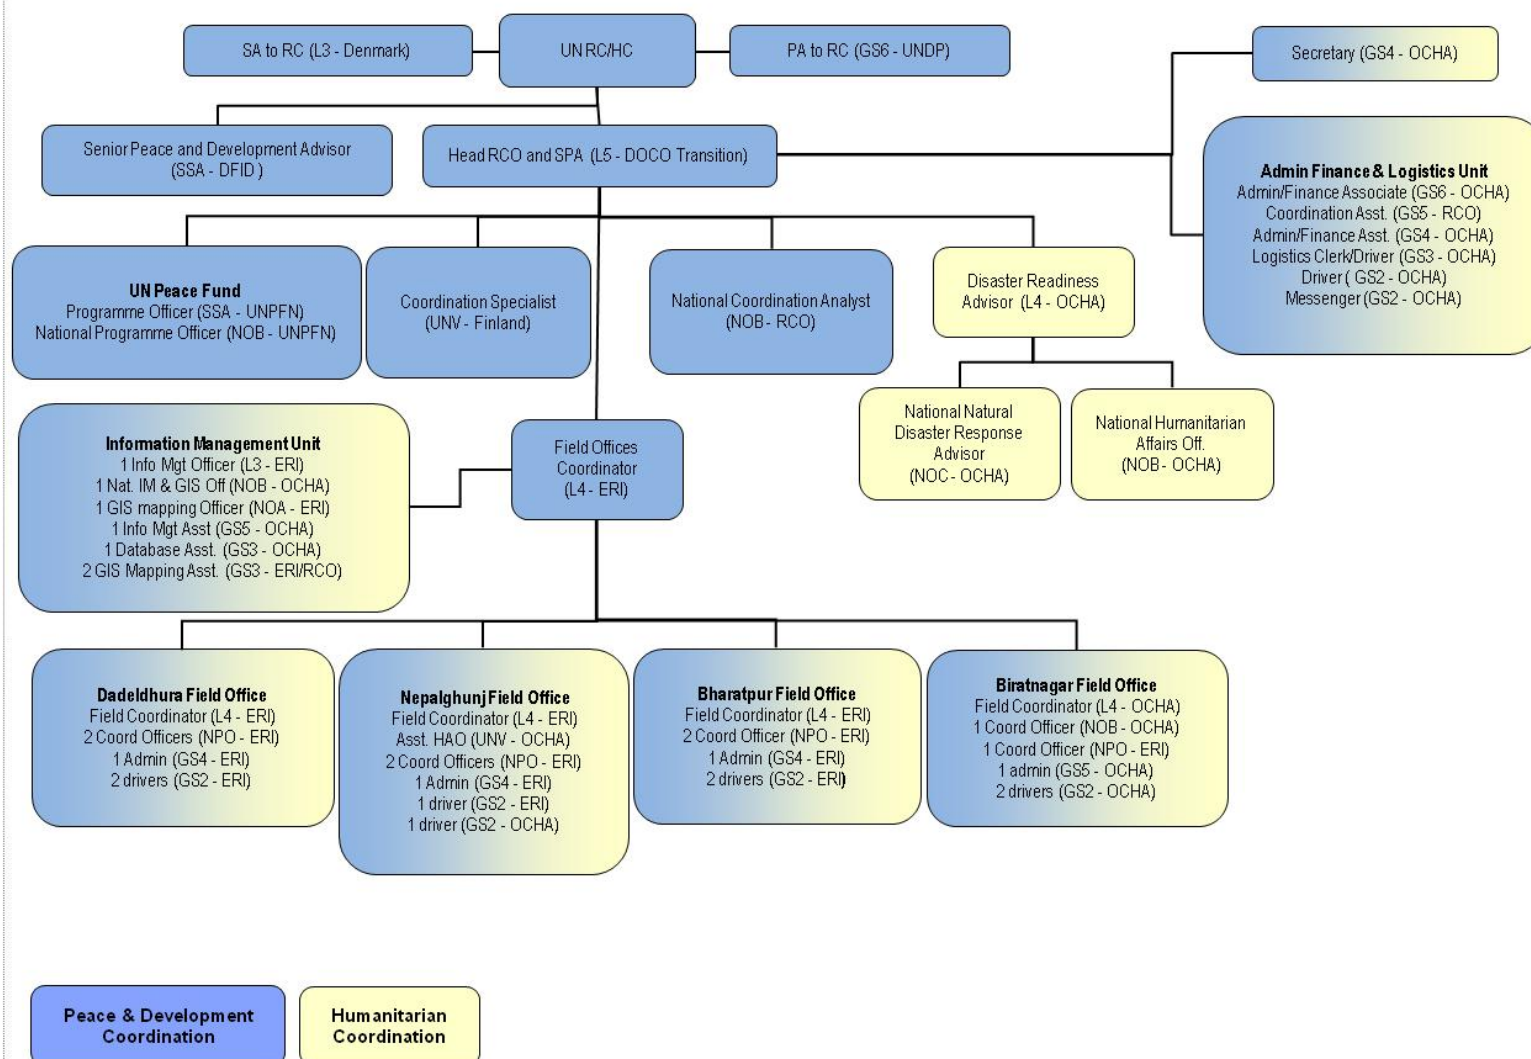 SA to RC (L3 - Denmark)
UN RC/HC
PA to RC (GS6 - UNDP)
Secretary (GS4 - OCHA)
Senior Peace and Development Advisor
(SSA - DFID )
Head RCO and SPA (L5 - DOCO Transition)
Admin Finance & Logistics Unit
Admin/Finance Associate (GS6 - OCHA)
Coordination Asst. (GS5 - RCO)
Admin/Finance Asst. (GS4 - OCHA)
Logistics Clerk/Driver (GS3 - OCHA)
Driver ( GS2 - OCHA)
Messenger (GS2 - OCHA)
UN Peace Fund
Programme Officer (SSA - UNPFN)
National Programme Officer (NOB - UNPFN)
Coordination Specialist
(UNV - Finland)
National Coordination Analyst
(NOB - RCO)
Disaster Readiness
Advisor (L4 - OCHA)
National Natural
Disaster Response
Advisor
(NOC - OCHA)
National Humanitarian
Affairs Off.
(NOB - OCHA)
Information Management Unit
1 Info Mgt Officer (L3 - ERI)
1 Nat. IM & GIS Off (NOB - OCHA)
1 GIS mapping Officer (NOA - ERI)
1 Info Mgt Asst (GS5 - OCHA)
1 Database Asst. (GS3 - OCHA)
2 GIS Mapping Asst. (GS3 - ERI/RCO)
Field Offices
Coordinator
(L4 - ERI)
Dadeldhura Field Office
Field Coordinator (L4 - ERI)
2 Coord Officers (NPO - ERI)
1 Admin (GS4 - ERI)
2 drivers (GS2 - ERI)
Nepalghunj Field Office
Field Coordinator (L4 - ERI)
Asst. HAO (UNV - OCHA)
2 Coord Officers (NPO - ERI)
1 Admin (GS4 - ERI)
1 driver (GS2 - ERI)
1 driver (GS2 - OCHA)
Bharatpur Field Office
Field Coordinator (L4 - ERI)
2 Coord Officers (NPO - ERI)
1 Admin (GS4 - ERI)
2 drivers (GS2 - ERI)
Biratnagar Field Office
Field Coordinator (L4 - OCHA)
1 Coord Officer (NOB - OCHA)
1 Coord Officer (NPO - ERI)
1 admin (GS5 - OCHA)
2 drivers (GS2 - OCHA)
Peace & Development
Coordination
Humanitarian
Coordination